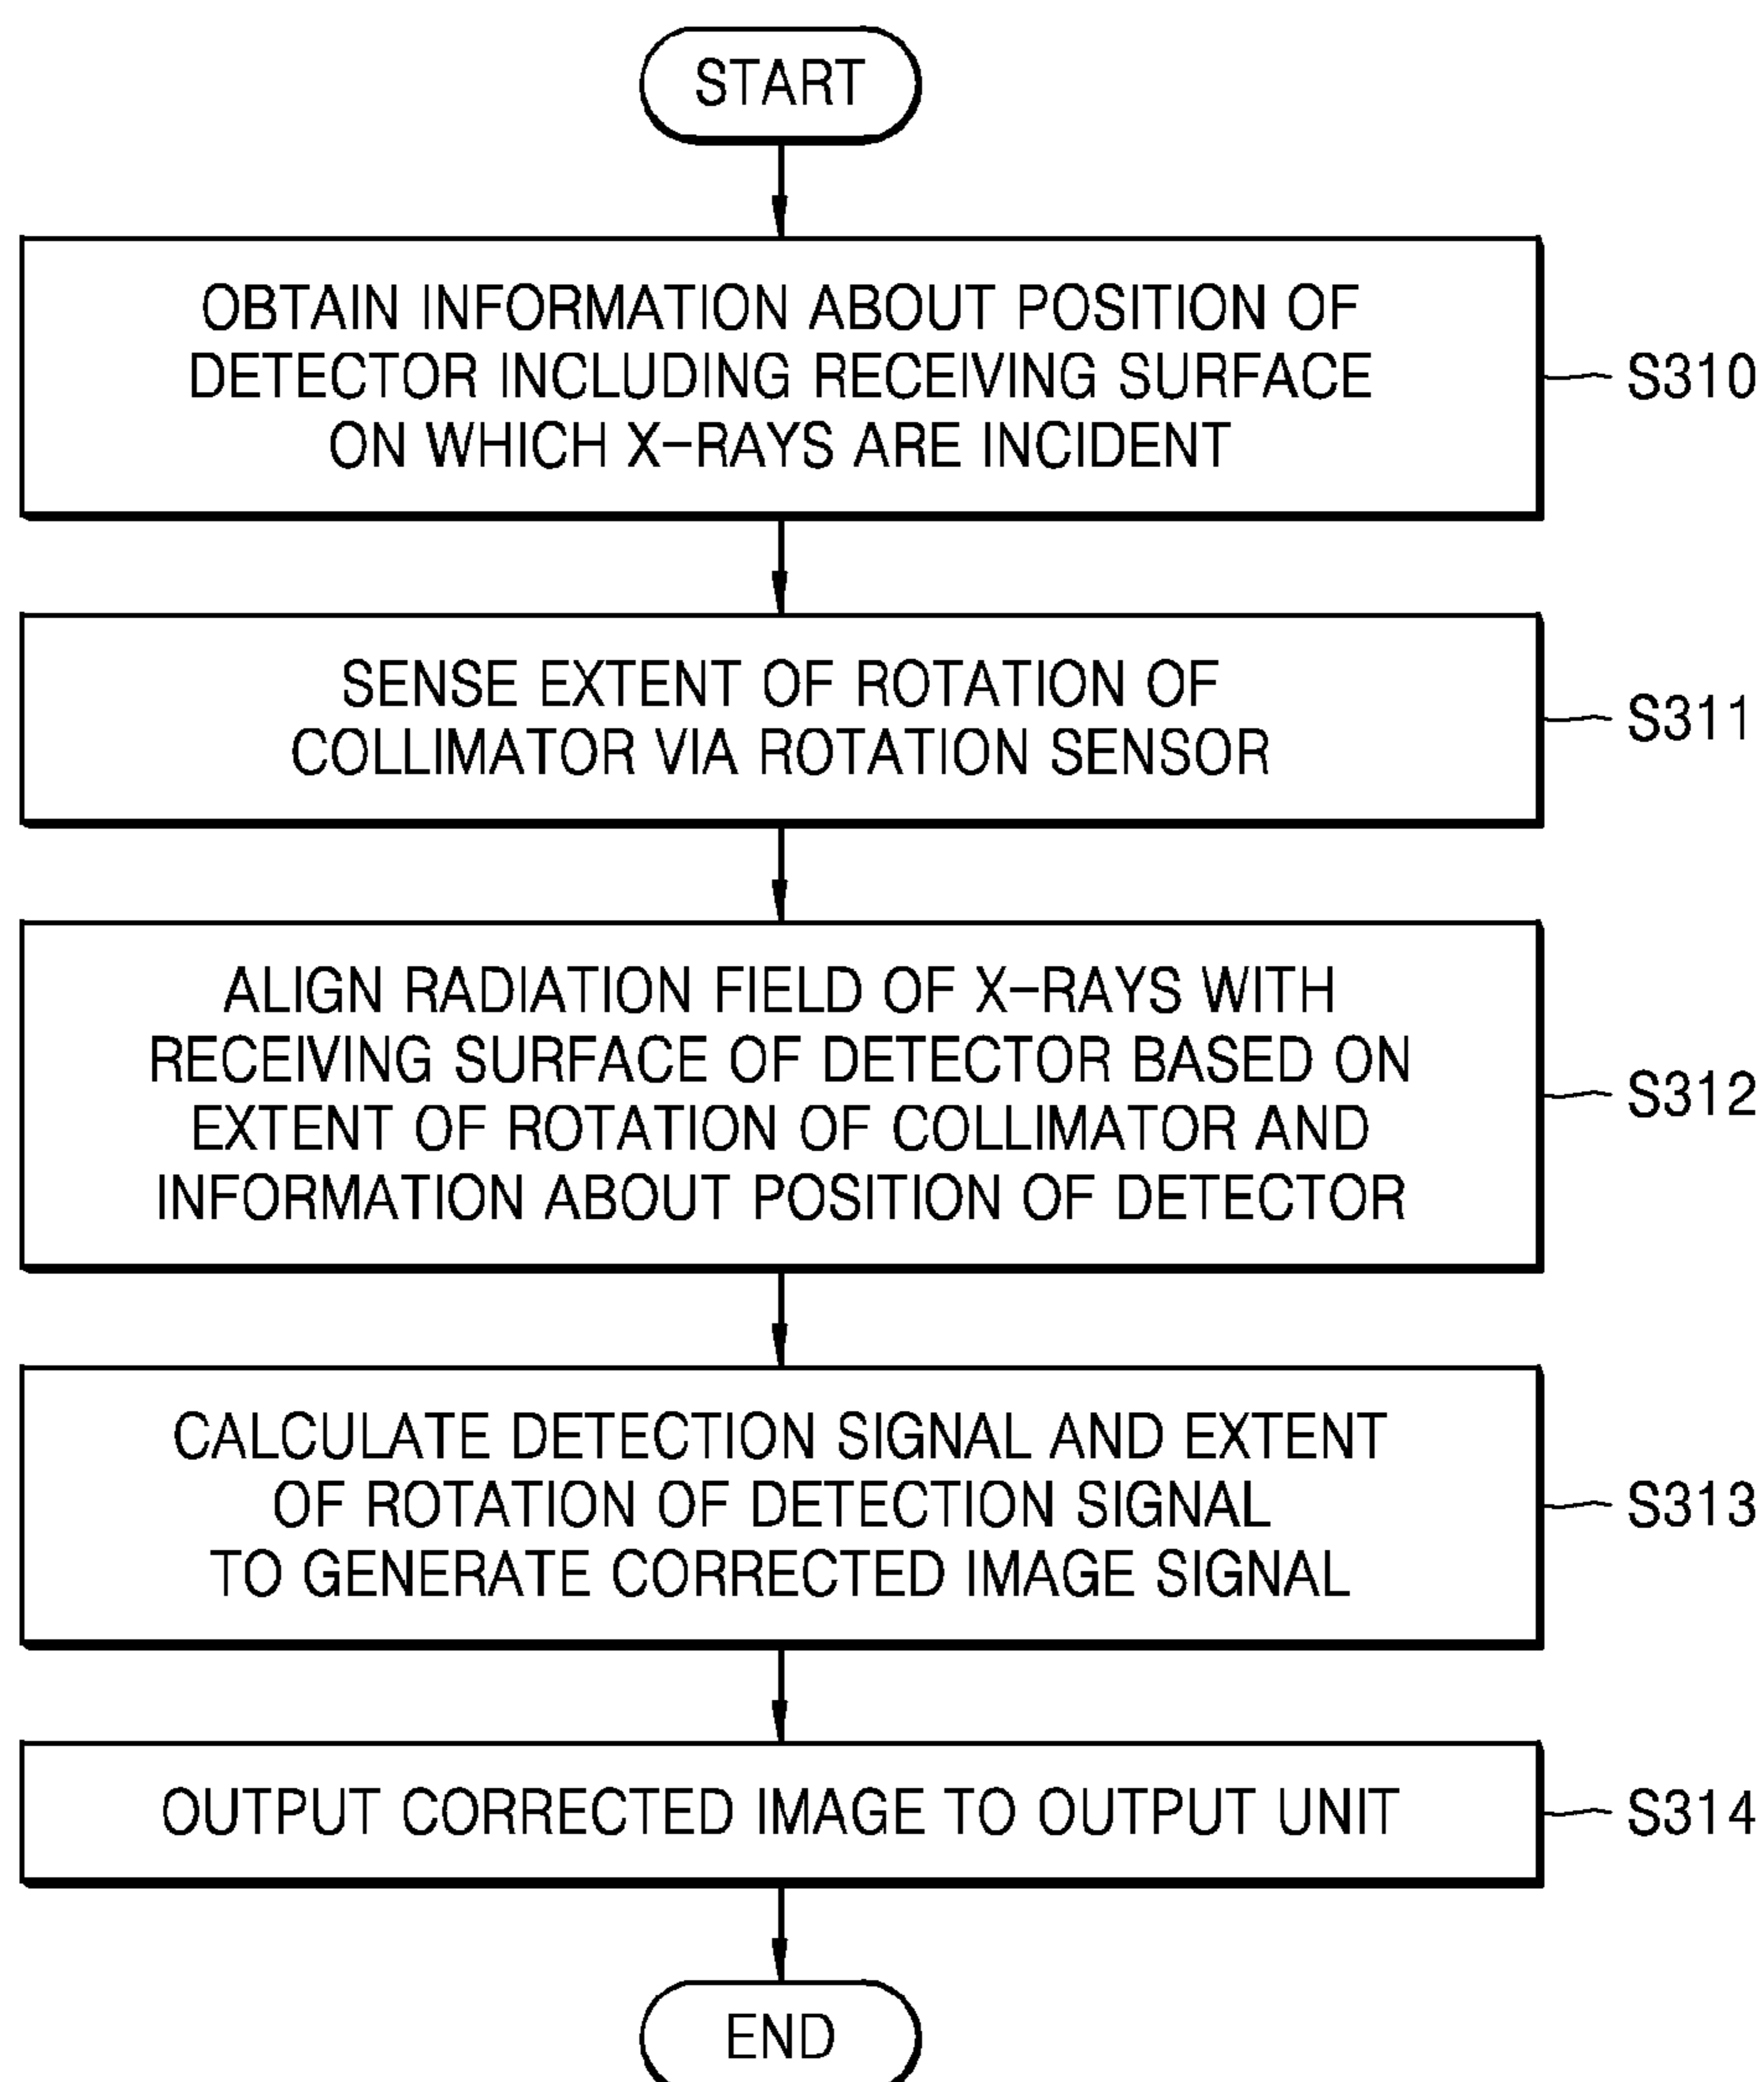 START
OBTAIN INFORMATION ABOUT POSITION OF
DETECTOR INCLUDING RECEIVING SURFACE
ON WHICH X-RAYS ARE INCIDENT
S310
SENSE EXTENT OF ROTATION OF
COLLIMATOR VIA ROTATION SENSOR
S311
ALIGN RADIATION FIELD OF X-RAYS WITH
RECEIVING SURFACE OF DETECTOR BASED ON
EXTENT OF ROTATION OF COLLIMATOR AND
INFORMATION ABOUT POSITION OF DETECTOR
S312
CALCULATE DETECTION SIGNAL AND EXTENT
OF ROTATION OF DETECTION SIGNAL
TO GENERATE CORRECTED IMAGE SIGNAL
S313
OUTPUT CORRECTED IMAGE TO OUTPUT UNIT
S314
END